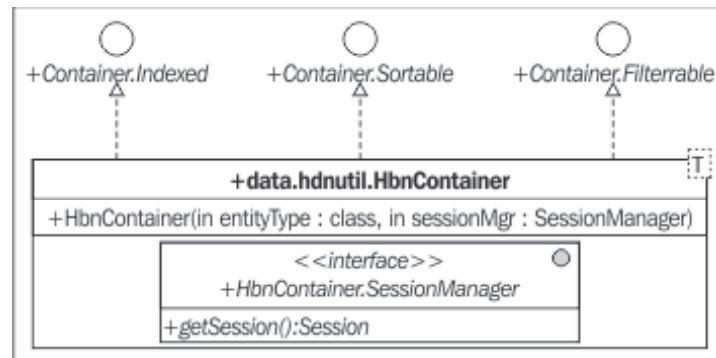 +Container.Indexed +Container.Sortable +Container.Filterrable
T
+data.hdnutil.HbnContainer
+HbnContainer(in entityType : class, in sessionMgr : SessionManager)
<<interface>>
+HbnContainer.SessionManager
+getSession():Session